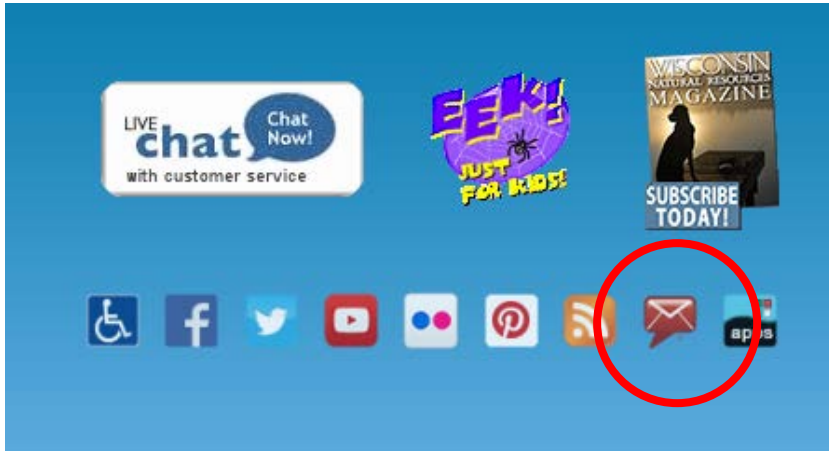 LIVE
chat
Chat
Now!
with customer service
EEK!
JUST
FOR KIDS!
WISCONSIN
NATURAL RESOURCES
MAGAZINE
SUBSCRIBE
TODAY!
apps